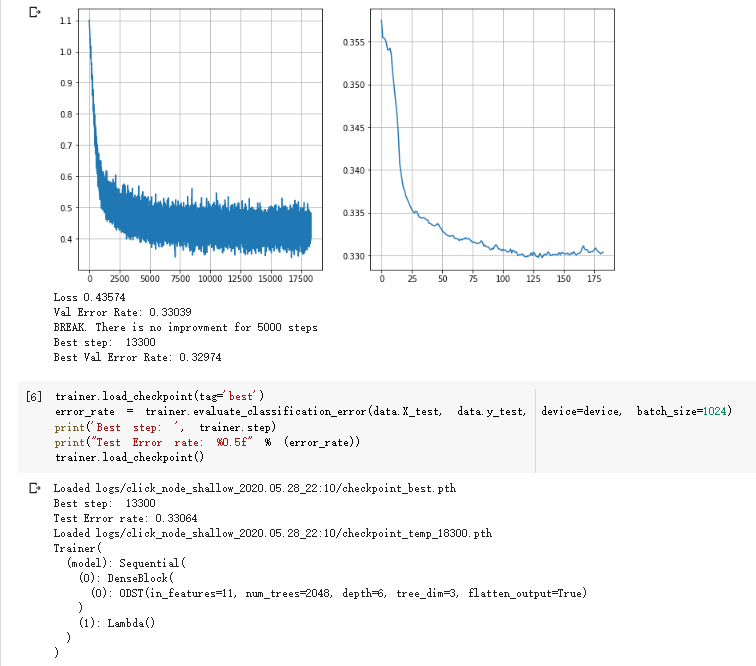 1.1
1.0
0.9
0.8
0.7
0.6
0.5
0.4
0 2500 5000 7500 10000 12500 15000 17500
0.355
0.350
0.345
0.340
0.335
0.330
0 25 50 75 100 125 150 175
Loss 0.43574
Val Error Rate: 0.33039
BREAK. There is no improvment for 5000 steps
Best step: 13300
Best Val Error Rate: 0.32974
[6] trainer.load_checkpoint(tag='best')
error_rate = trainer.evaluate_classification_error(data.X_test, data.y_test, device=device, batch_size=1024)
print('Best step: ', trainer.step)
print("Test Error rate: %0.5f" % (error_rate))
trainer.load_checkpoint()
Loaded logs/click_node_shallow_2020.05.28_22:10/checkpoint_best.pth
Best step: 13300
Test Error rate: 0.33064
Loaded logs/click_node_shallow_2020.05.28_22:10/checkpoint_temp_18300.pth
Trainer(
(model): Sequential(
(0): DenseBlock(
(0): ODST(in_features=11, num_trees=2048, depth=6, tree_dim=3, flatten_output=True)
)
(1): Lambda()
)
)